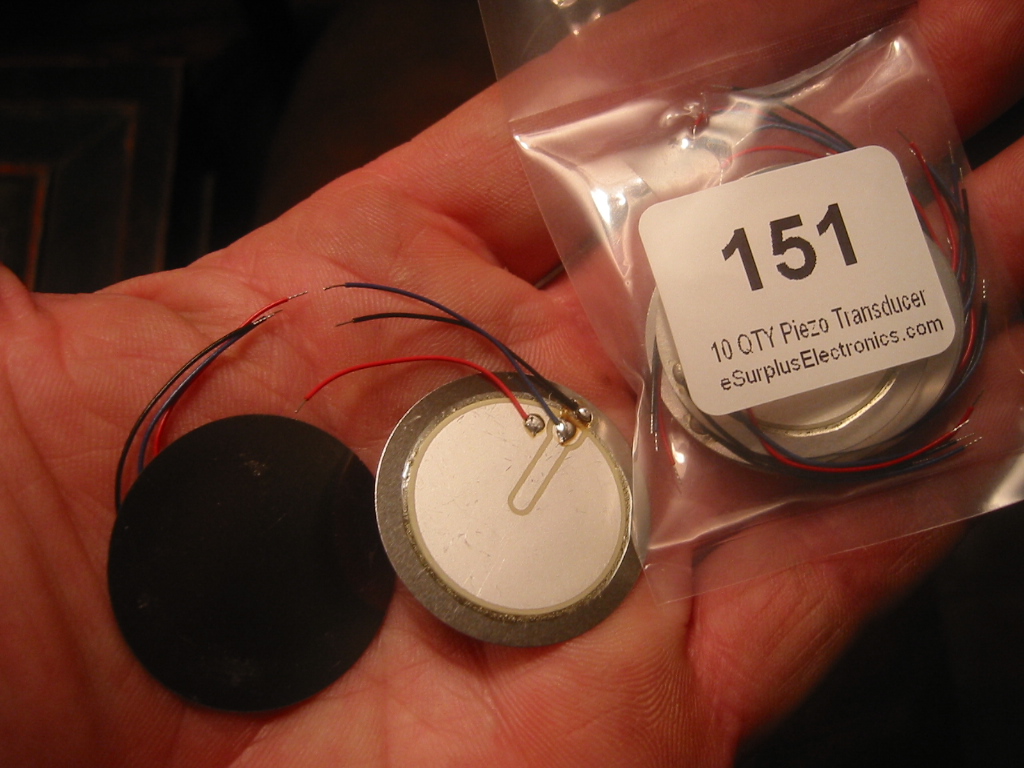 151
10 QTY Piezo Transducer
eSurplusElectronics.com